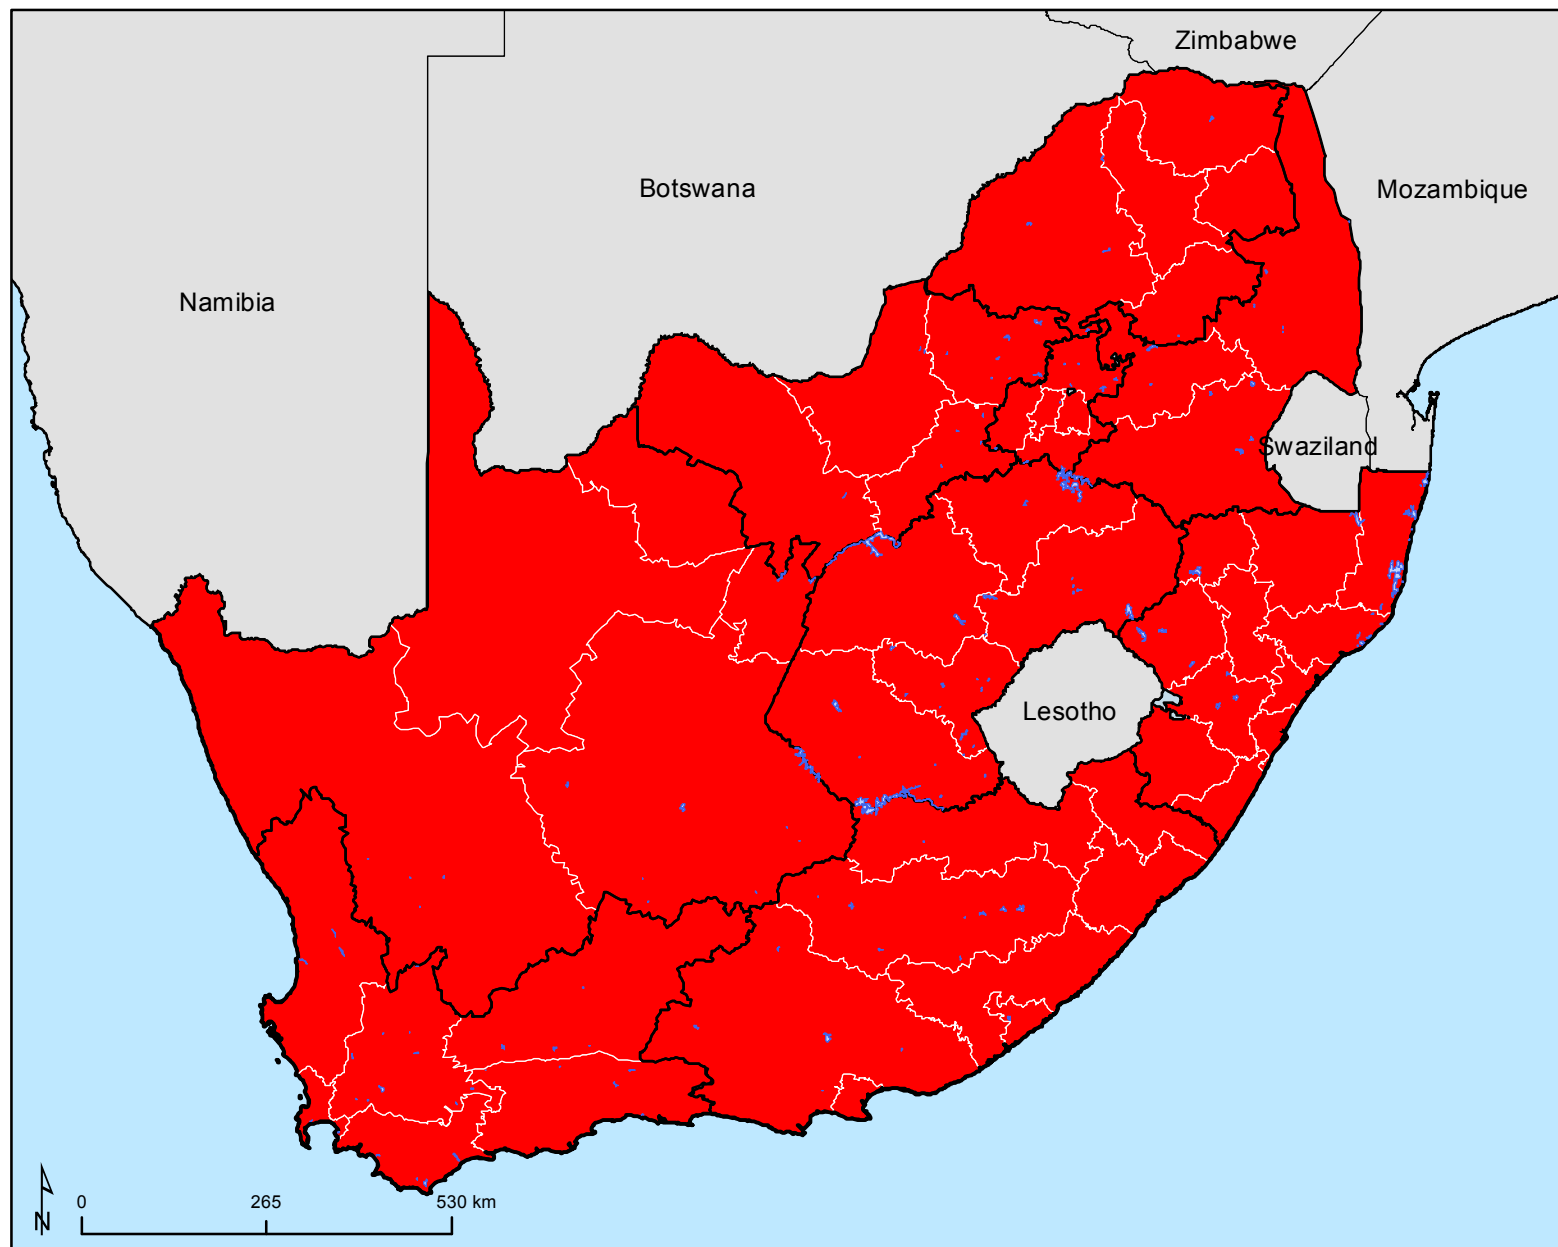 Zimbabwe
Botswana
Mozambique
Namibia
Swaziland
Lesotho
N
0 265 530 km